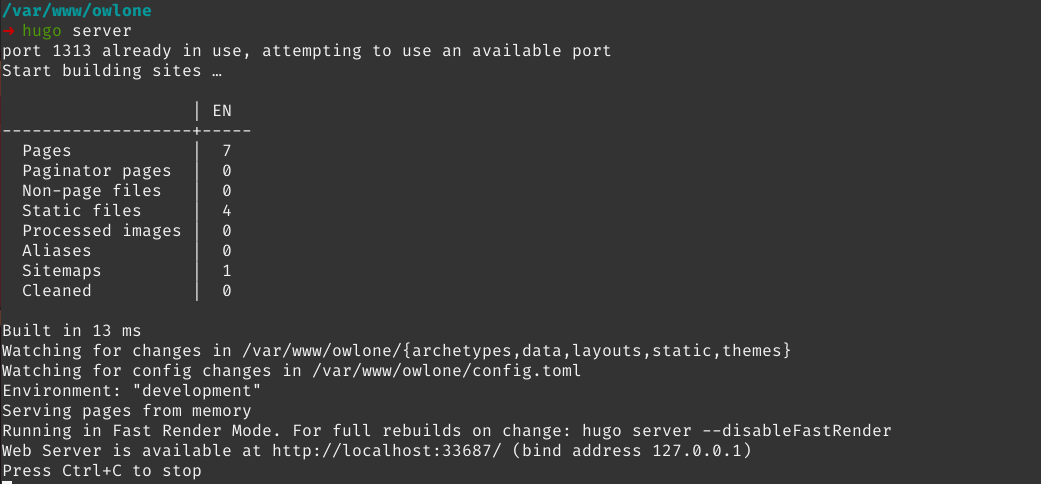 /var/www/owlone
→ hugo server
port 1313 already in use, attempting to use an available port
Start building sites …
                   | EN
-------------------+-----
  Pages            |  7
  Paginator pages  |  0
  Non-page files   |  0
  Static files     |  4
  Processed images |  0
  Aliases          |  0
  Sitemaps         |  1
  Cleaned          |  0
Built in 13 ms
Watching for changes in /var/www/owlone/{archetypes,data,layouts,static,themes}
Watching for config changes in /var/www/owlone/config.toml
Environment: "development"
Serving pages from memory
Running in Fast Render Mode. For full rebuilds on change: hugo server --disableFastRender
Web Server is available at http://localhost:33687/ (bind address 127.0.0.1)
Press Ctrl+C to stop